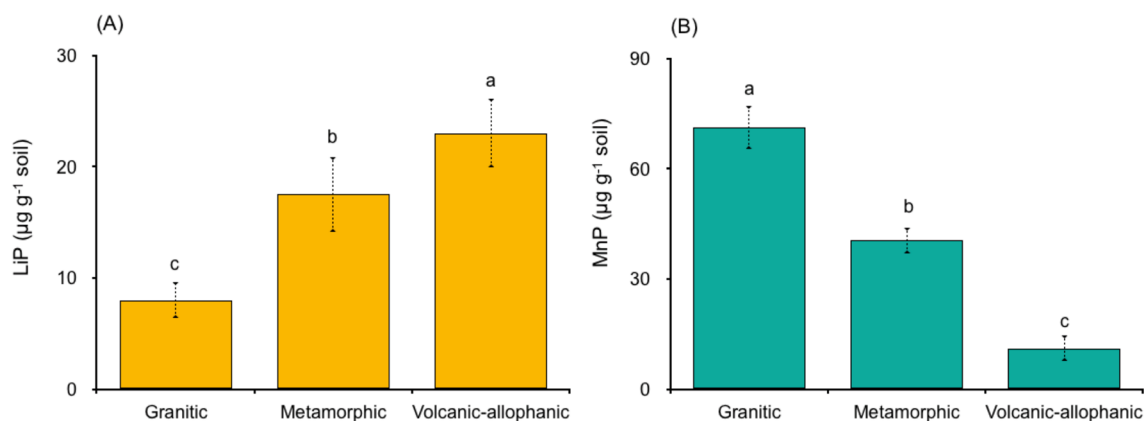 (A)
LiP (µg g⁻¹ soil)
30
20
10
0
c
b
a
Granitic
Metamorphic
Volcanic-allophanic
(B)
MnP (µg g⁻¹ soil)
90
60
30
0
a
b
c
Granitic
Metamorphic
Volcanic-allophanic